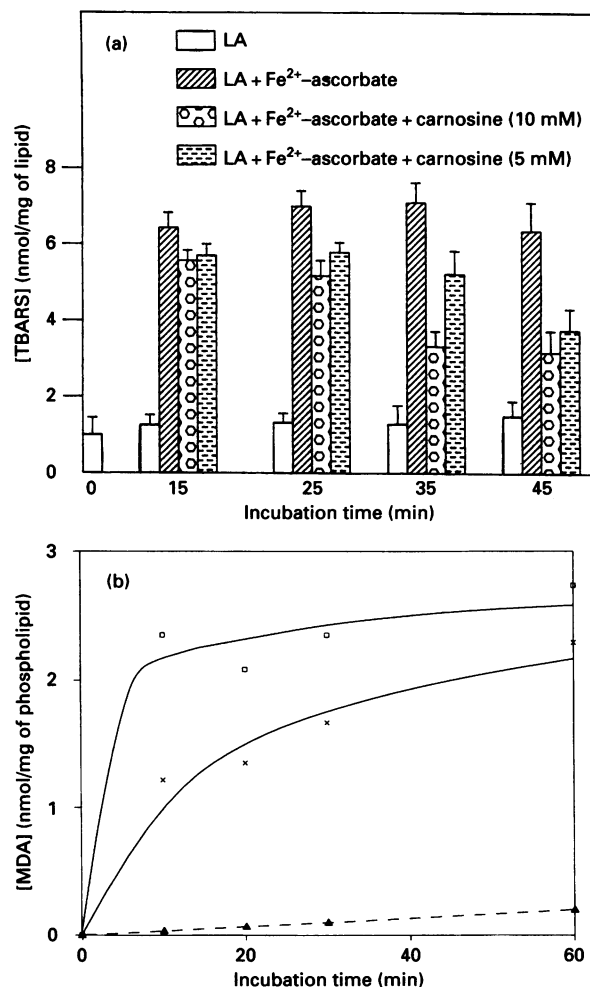 (a)
LA
LA + Fe²⁺–ascorbate
LA + Fe²⁺–ascorbate + carnosine (10 mM)
LA + Fe²⁺–ascorbate + carnosine (5 mM)
[TBARS] (nmol/mg of lipid)
8
6
4
2
0
0 15 25 35 45
Incubation time (min)
(b)
[MDA] (nmol/mg of phospholipid)
3
2
1
0
0 20 40 60
Incubation time (min)